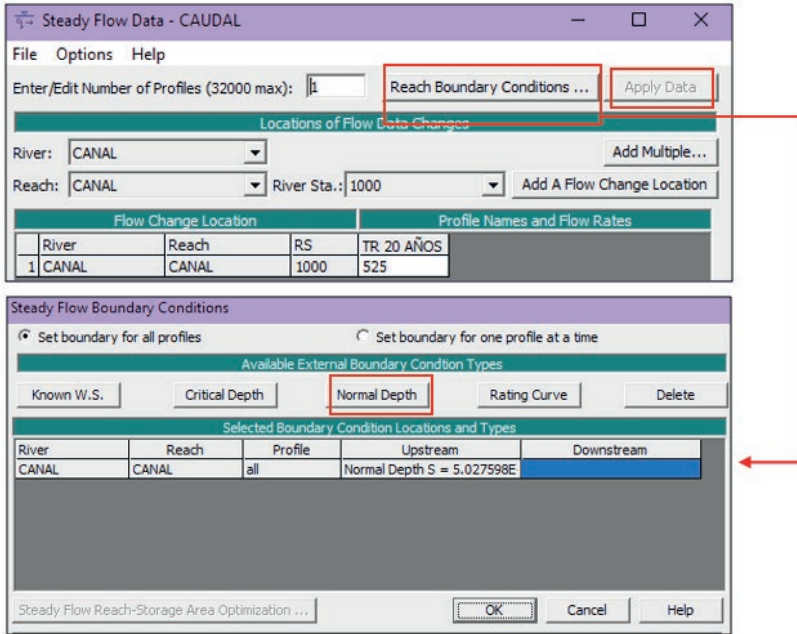 Steady Flow Data - CAUDAL
File Options Help
Enter/Edit Number of Profiles (32000 max): 1 Reach Boundary Conditions ... Apply Data
Locations of Flow Data Changes
River: CANAL Add Multiple...
Reach: CANAL River Sta.: 1000 Add A Flow Change Location
Flow Change Location Profile Names and Flow Rates
River Reach RS TR 20 AÑOS
1 CANAL CANAL 1000 525
Steady Flow Boundary Conditions
Set boundary for all profiles Set boundary for one profile at a time
Available External Boundary Condtion Types
Known W.S. Critical Depth Normal Depth Rating Curve Delete
Selected Boundary Condition Locations and Types
River Reach Profile Upstream Downstream
CANAL CANAL all Normal Depth S = 5.027598E
Steady Flow Reach-Storage Area Optimization ... OK Cancel Help